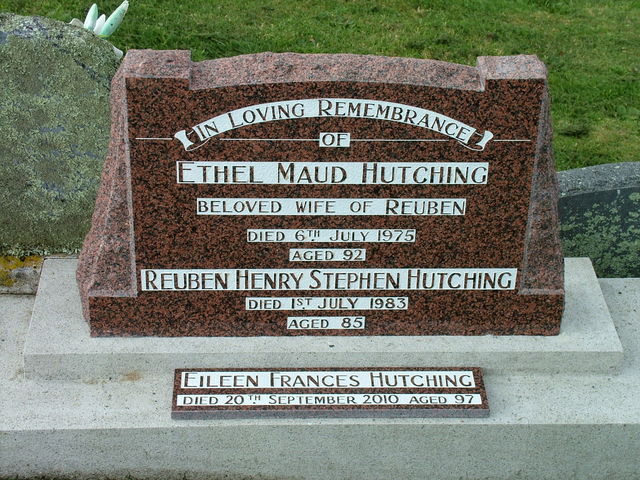 In Loving Remembrance
of
Ethel Maud Hutching
beloved wife of Reuben
died 6th July 1975
aged 92
Reuben Henry Stephen Hutching
died 1st July 1983
aged 85
Eileen Frances Hutching
died 20th September 2010 aged 97